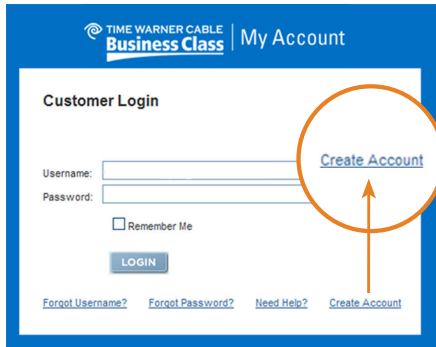 TIME WARNER CABLE
Business Class | My Account
Customer Login
Create Account
Username:
Password:
Remember Me
LOGIN
Forgot Username? Forgot Password? Need Help? Create Account